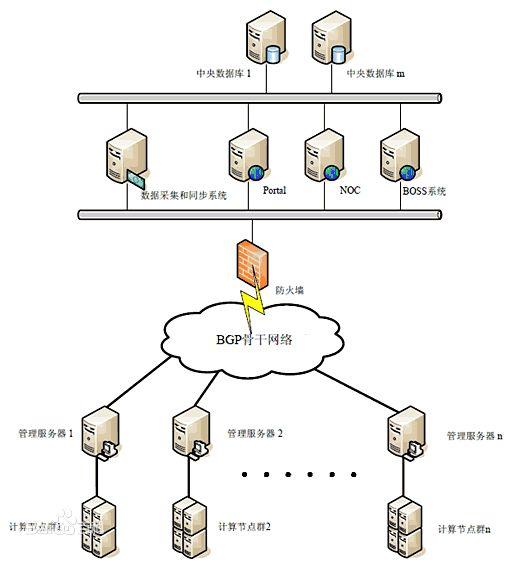 中央数据库 1
中央数据库 m
数据采集和同步系统
Portal
NOC
BOSS系统
防火墙
BGP骨干网络
管理服务器 1
管理服务器 2
管理服务器 n
计算节点群1
计算节点群2
计算节点群n